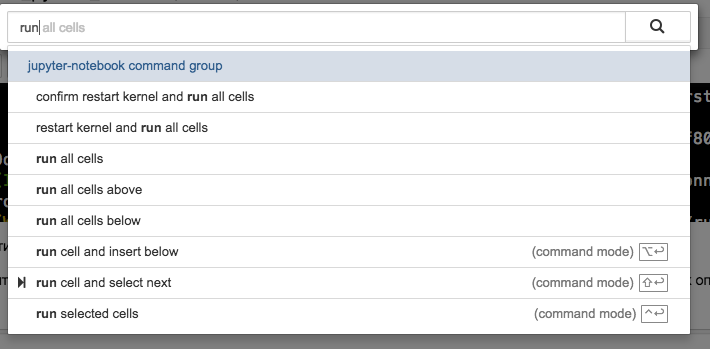 run all cells
jupyter-notebook command group
confirm restart kernel and run all cells
restart kernel and run all cells
run all cells
run all cells above
run all cells below
run cell and insert below (command mode) ⌥↩
run cell and select next (command mode) ⇧↩
run selected cells (command mode) ^↩